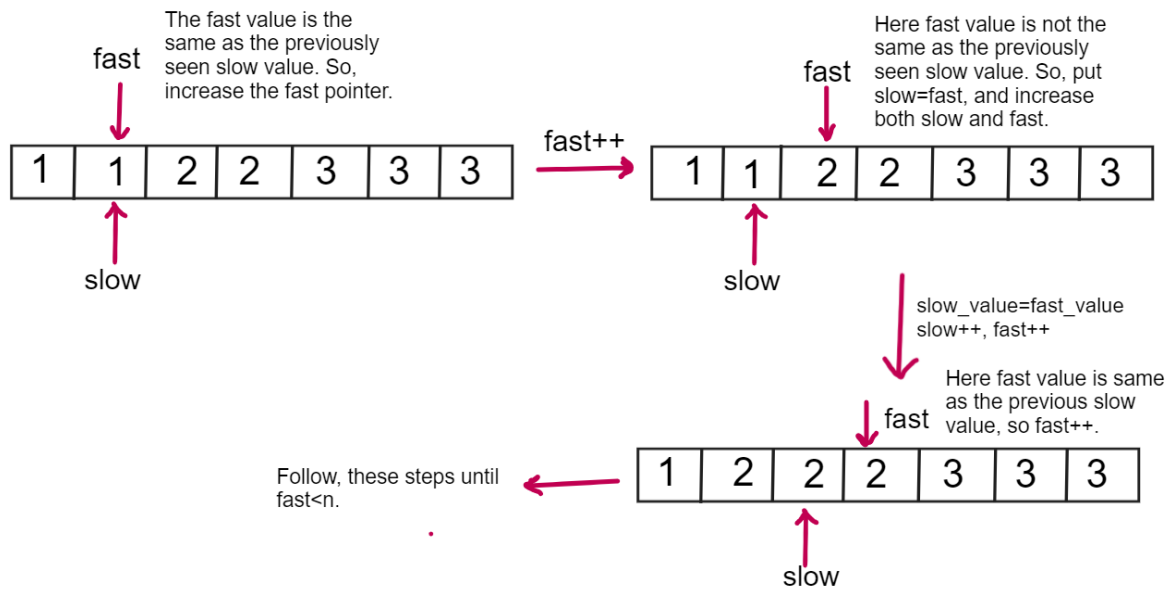 The fast value is the
same as the previously
seen slow value. So,
increase the fast pointer.
fast
1 1 2 2 3 3 3
slow
fast++
Here fast value is not the
same as the previously
seen slow value. So, put
slow=fast, and increase
both slow and fast.
fast
1 1 2 2 3 3 3
slow
slow_value=fast_value
slow++, fast++
Here fast value is same
as the previous slow
value, so fast++.
fast
1 2 2 2 3 3 3
slow
Follow, these steps until
fast<n.